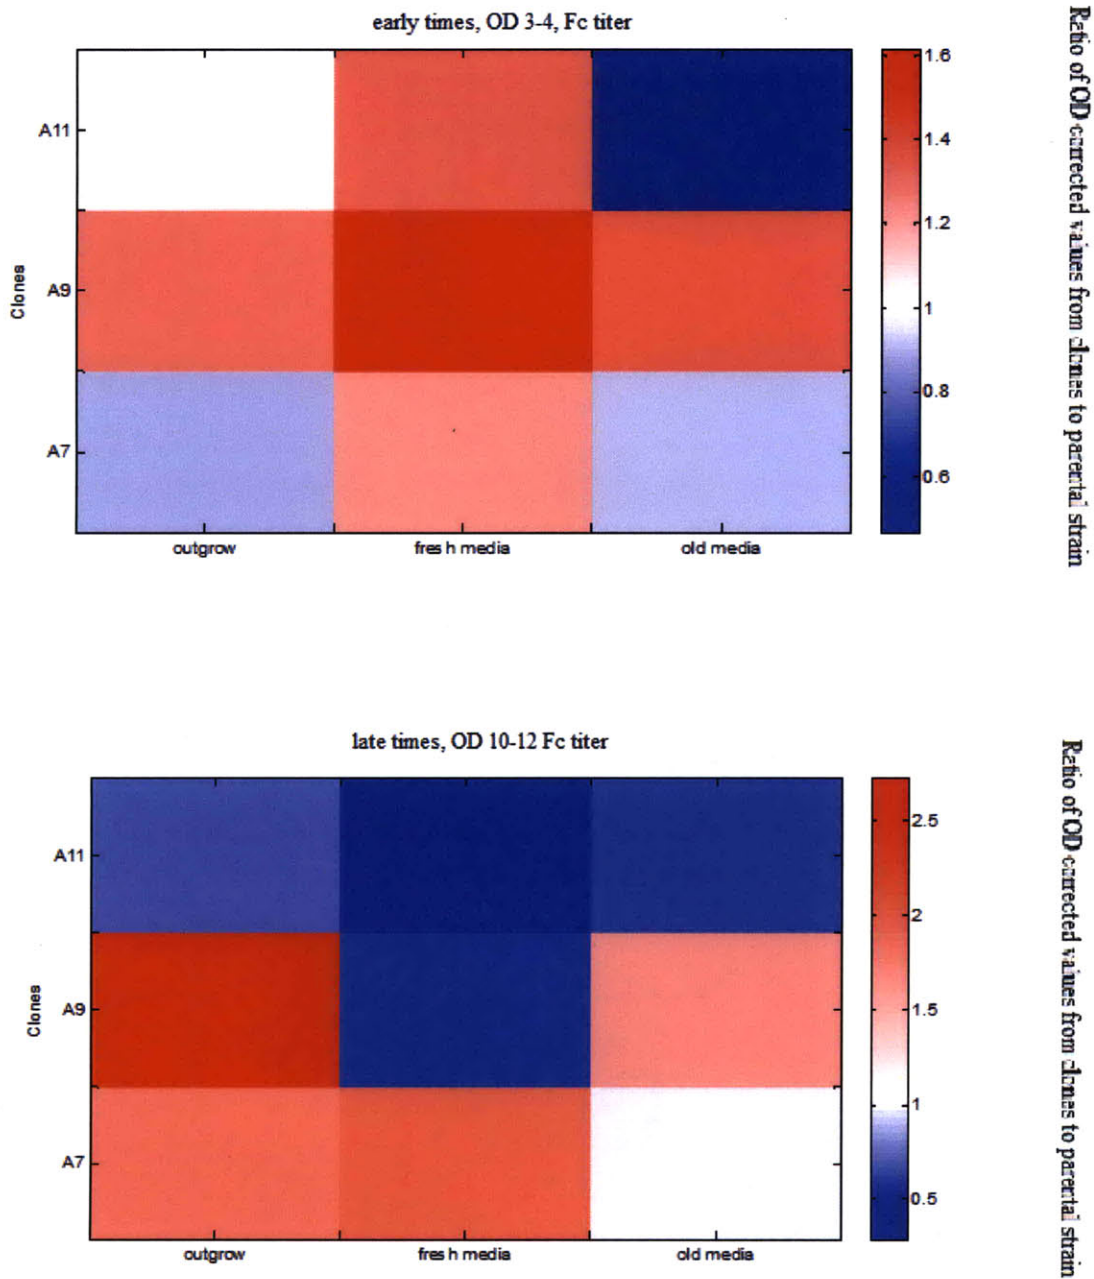 early times, OD 3-4, Fc titer
1.6
1.4
1.2
1
0.8
0.6
A11
A9
A7
Clones
outgrow fresh media old media
Ratio of OD corrected values from clones to parental strain
late times, OD 10-12 Fc titer
2.5
2
1.5
1
0.5
A11
A9
A7
Clones
outgrow fresh media old media
Ratio of OD corrected values from clones to parental strain